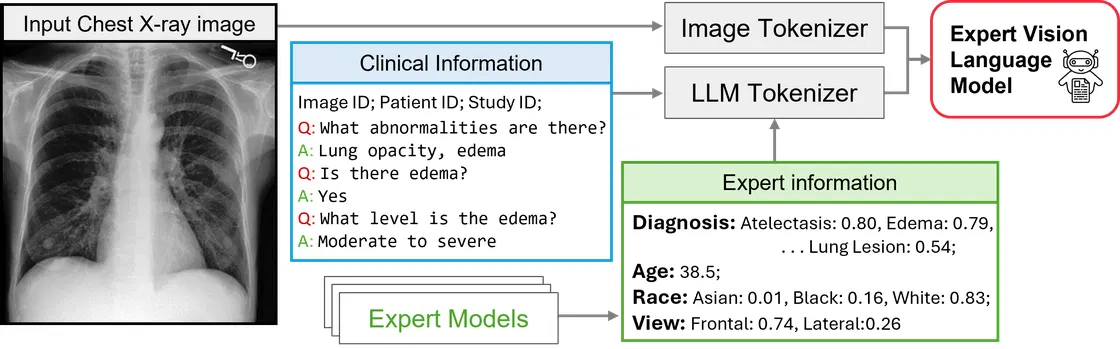 Input Chest X-ray image
Clinical Information
Image ID; Patient ID; Study ID;
Q: What abnormalities are there?
A: Lung opacity, edema
Q: Is there edema?
A: Yes
Q: What level is the edema?
A: Moderate to severe
Expert Models
Image Tokenizer
LLM Tokenizer
Expert information
Diagnosis: Atelectasis: 0.80, Edema: 0.79,
. . . Lung Lesion: 0.54;
Age: 38.5;
Race: Asian: 0.01, Black: 0.16, White: 0.83;
View: Frontal: 0.74, Lateral:0.26
Expert Vision
Language
Model